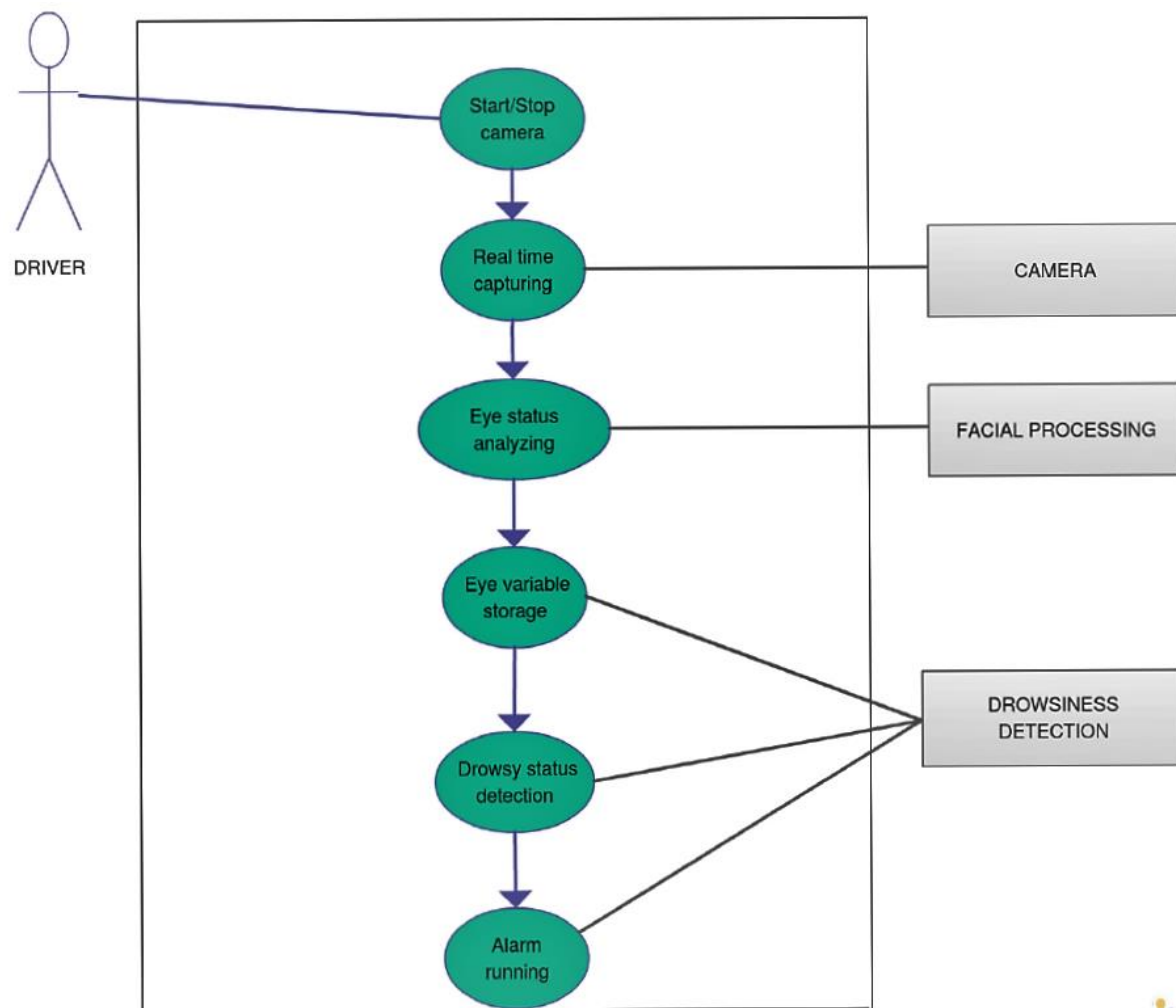 Start/Stop
camera
DRIVER
Real time
capturing
CAMERA
Eye status
analyzing
FACIAL PROCESSING
Eye variable
storage
DROWSINESS
DETECTION
Drowsy status
detection
Alarm
running